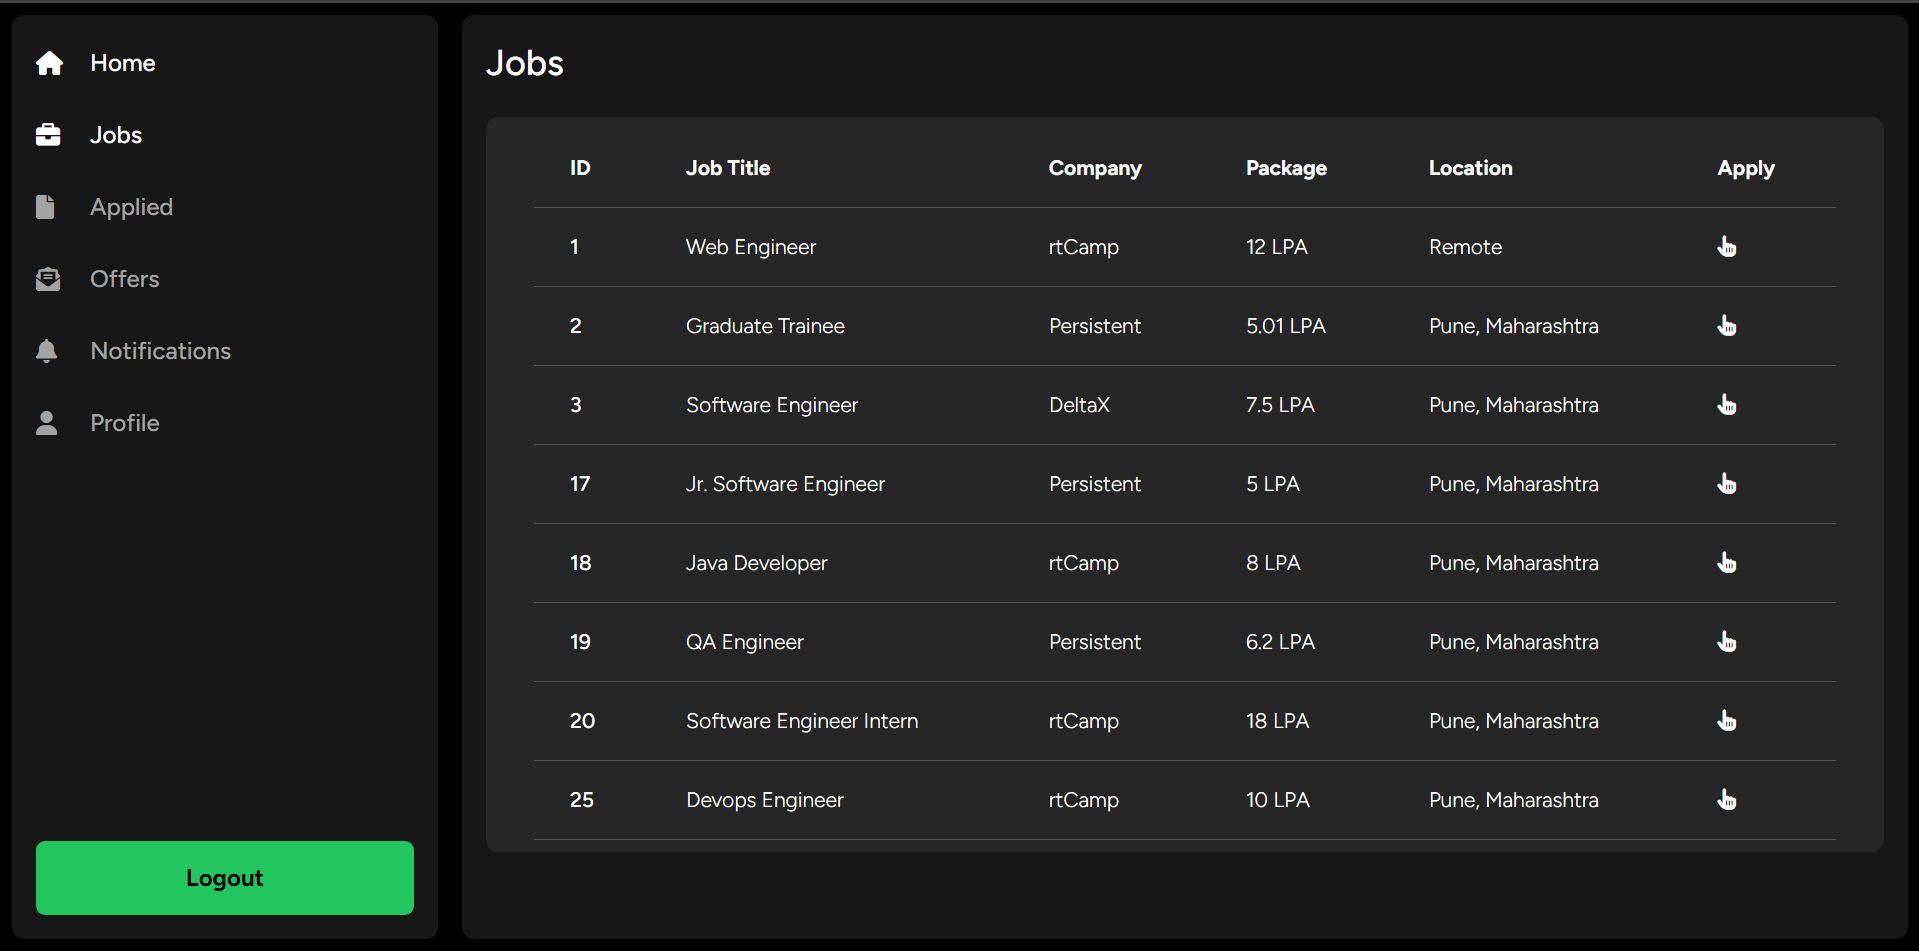 Home
Jobs
Applied
Offers
Notifications
Profile
Logout
Jobs
ID Job Title Company Package Location Apply
1 Web Engineer rtCamp 12 LPA Remote
2 Graduate Trainee Persistent 5.01 LPA Pune, Maharashtra
3 Software Engineer DeltaX 7.5 LPA Pune, Maharashtra
17 Jr. Software Engineer Persistent 5 LPA Pune, Maharashtra
18 Java Developer rtCamp 8 LPA Pune, Maharashtra
19 QA Engineer Persistent 6.2 LPA Pune, Maharashtra
20 Software Engineer Intern rtCamp 18 LPA Pune, Maharashtra
25 Devops Engineer rtCamp 10 LPA Pune, Maharashtra